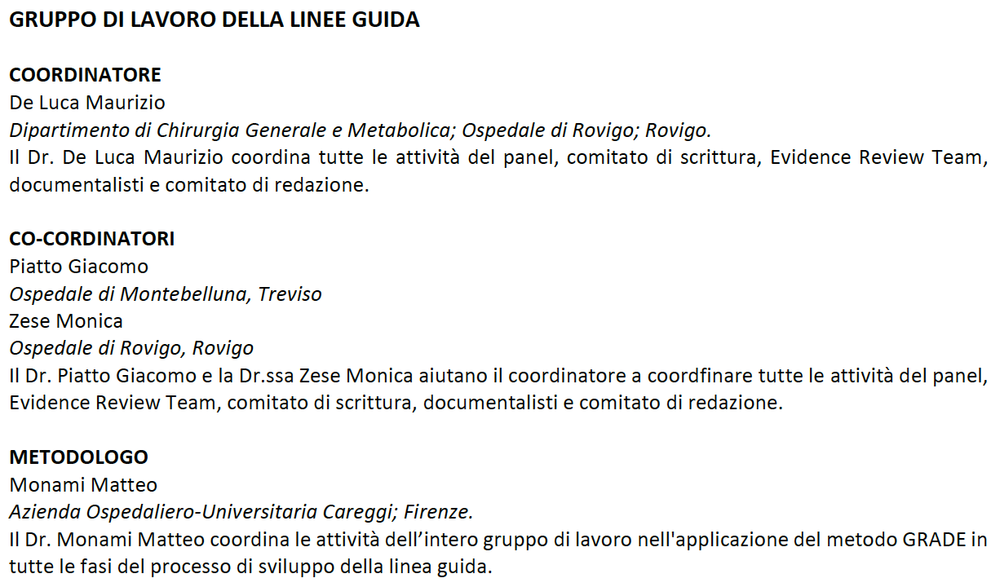 GRUPPO DI LAVORO DELLA LINEE GUIDA
COORDINATORE
De Luca Maurizio
Dipartimento di Chirurgia Generale e Metabolica; Ospedale di Rovigo; Rovigo.
Il Dr. De Luca Maurizio coordina tutte le attività del panel, comitato di scrittura, Evidence Review Team,
documentalisti e comitato di redazione.
CO-CORDINATORI
Piatto Giacomo
Ospedale di Montebelluna, Treviso
Zese Monica
Ospedale di Rovigo, Rovigo
Il Dr. Piatto Giacomo e la Dr.ssa Zese Monica aiutano il coordinatore a coordfinare tutte le attività del panel,
Evidence Review Team, comitato di scrittura, documentalisti e comitato di redazione.
METODOLOGO
Monami Matteo
Azienda Ospedaliero-Universitaria Careggi; Firenze.
Il Dr. Monami Matteo coordina le attività dell’intero gruppo di lavoro nell'applicazione del metodo GRADE in
tutte le fasi del processo di sviluppo della linea guida.